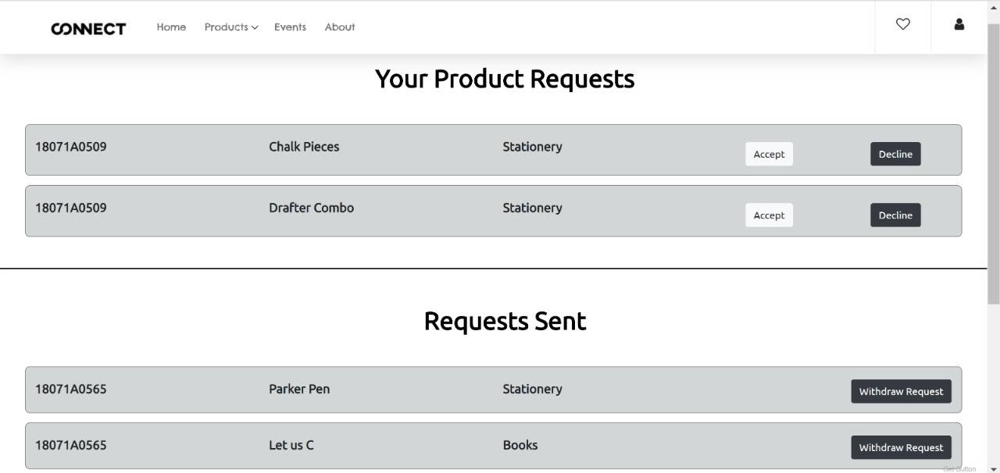 CONNECT Home Products Events About
Your Product Requests
18071A0509 Chalk Pieces Stationery Accept Decline
18071A0509 Drafter Combo Stationery Accept Decline
Requests Sent
18071A0565 Parker Pen Stationery Withdraw Request
18071A0565 Let us C Books Withdraw Request
Get Button